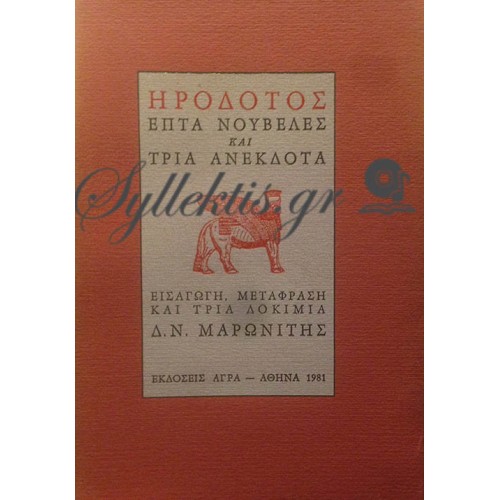 ΗΡΟΔΟΤΟΣ
ΕΠΤΑ ΝΟΥΒΕΛΕΣ
ΚΑΙ
ΤΡΙΑ ΑΝΕΚΔΟΤΑ
Syllektis.gr
ΕΙΣΑΓΩΓΗ, ΜΕΤΑΦΡΑΣΗ
ΚΑΙ ΤΡΙΑ ΔΟΚΙΜΙΑ
Δ.Ν. ΜΑΡΩΝΙΤΗΣ
ΕΚΔΟΣΕΙΣ ΑΓΡΑ — ΑΘΗΝΑ 1981